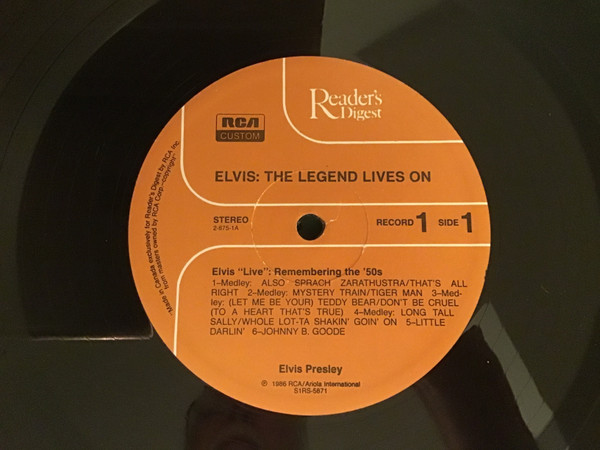 Reader's
Digest
RCA
CUSTOM
ELVIS: THE LEGEND LIVES ON
STEREO
2-675-1A
RECORD 1 SIDE 1
Elvis "Live": Remembering the '50s
1–Medley: ALSO SPRACH ZARATHUSTRA/THAT'S ALL
RIGHT 2–Medley: MYSTERY TRAIN/TIGER MAN 3–Med-
ley: (LET ME BE YOUR) TEDDY BEAR/DON'T BE CRUEL
(TO A HEART THAT'S TRUE) 4–Medley: LONG TALL
SALLY/WHOLE LOT-TA SHAKIN' GOIN' ON 5–LITTLE
DARLIN' 6–JOHNNY B. GOODE
Elvis Presley
℗ 1986 RCA/Ariola International
S1RS-5871
"Made in Canada exclusively for Reader's Digest by RCA Inc.
from masters owned by RCA Corp.–copyright"